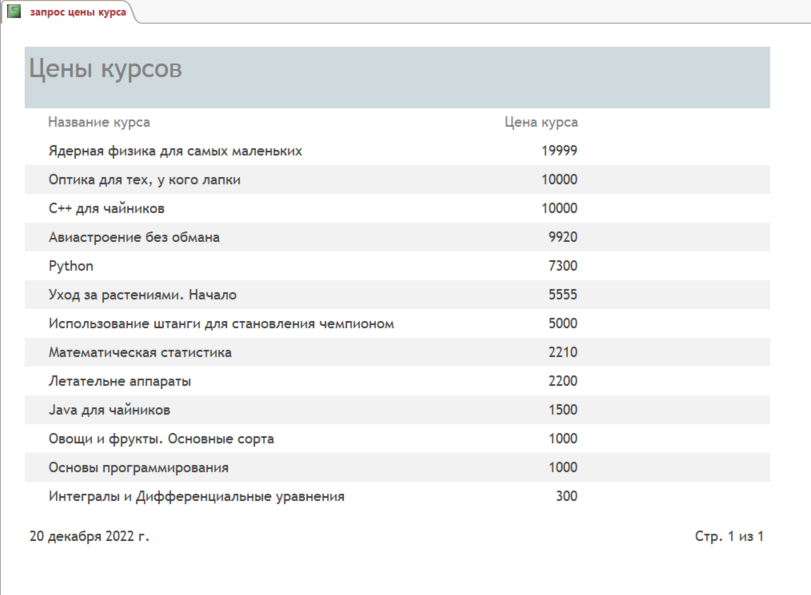 запрос цены курса
Цены курсов
Название курса Цена курса
Ядерная физика для самых маленьких 19999
Оптика для тех, у кого лапки 10000
C++ для чайников 10000
Авиастроение без обмана 9920
Python 7300
Уход за растениями. Начало 5555
Использование штанги для становления чемпионом 5000
Математическая статистика 2210
Летательне аппараты 2200
Java для чайников 1500
Овощи и фрукты. Основные сорта 1000
Основы программирования 1000
Интегралы и Дифференциальные уравнения 300
20 декабря 2022 г. Стр. 1 из 1